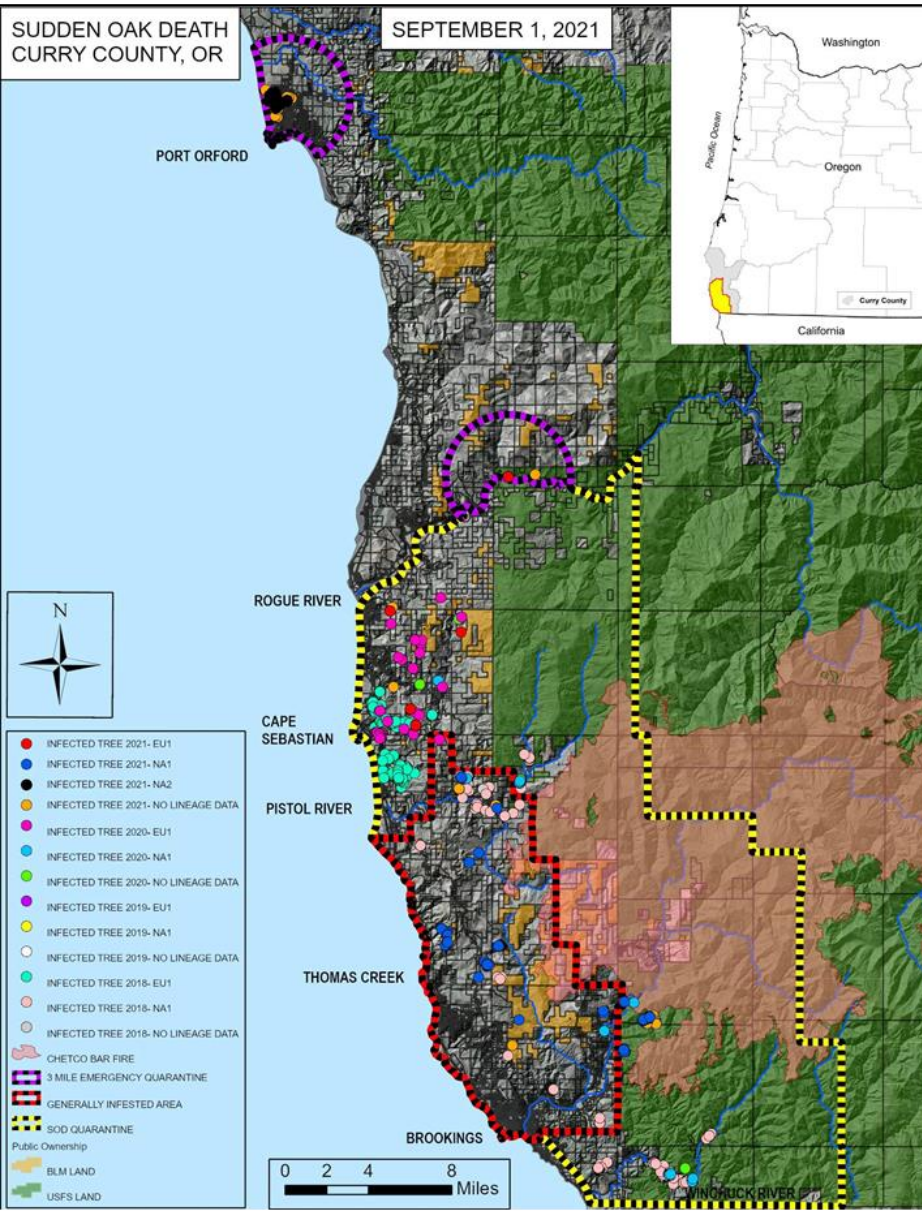 SUDDEN OAK DEATH
CURRY COUNTY, OR
SEPTEMBER 1, 2021
Washington
Pacific Ocean
Oregon
Curry County
California
PORT ORFORD
ROGUE RIVER
N
CAPE
SEBASTIAN
PISTOL RIVER
THOMAS CREEK
BROOKINGS
WINCHUCK RIVER
INFECTED TREE 2021- EU1
INFECTED TREE 2021- NA1
INFECTED TREE 2021- NA2
INFECTED TREE 2021- NO LINEAGE DATA
INFECTED TREE 2020- EU1
INFECTED TREE 2020- NA1
INFECTED TREE 2020- NO LINEAGE DATA
INFECTED TREE 2019- EU1
INFECTED TREE 2019- NA1
INFECTED TREE 2019- NO LINEAGE DATA
INFECTED TREE 2018- EU1
INFECTED TREE 2018- NA1
INFECTED TREE 2018- NO LINEAGE DATA
CHETCO BAR FIRE
3 MILE EMERGENCY QUARANTINE
GENERALLY INFESTED AREA
SOD QUARANTINE
Public Ownership
BLM LAND
USFS LAND
0 2 4 8
Miles